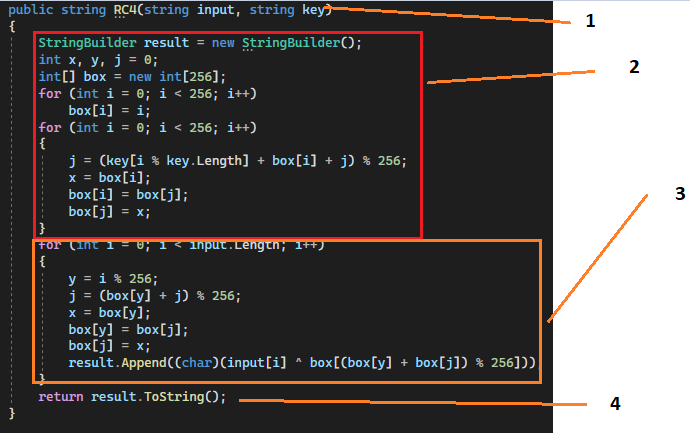 public string RC4(string input, string key)
1
{
StringBuilder result = new StringBuilder();
int x, y, j = 0;
2
int[] box = new int[256];
for (int i = 0; i < 256; i++)
box[i] = i;
for (int i = 0; i < 256; i++)
{
j = (key[i % key.Length] + box[i] + j) % 256;
x = box[i];
box[i] = box[j];
3
box[j] = x;
}
for (int i = 0; i < input.Length; i++)
{
y = i % 256;
j = (box[y] + j) % 256;
x = box[y];
box[y] = box[j];
box[j] = x;
result.Append((char)(input[i] ^ box[(box[y] + box[j]) % 256]))
}
return result.ToString();
4
}